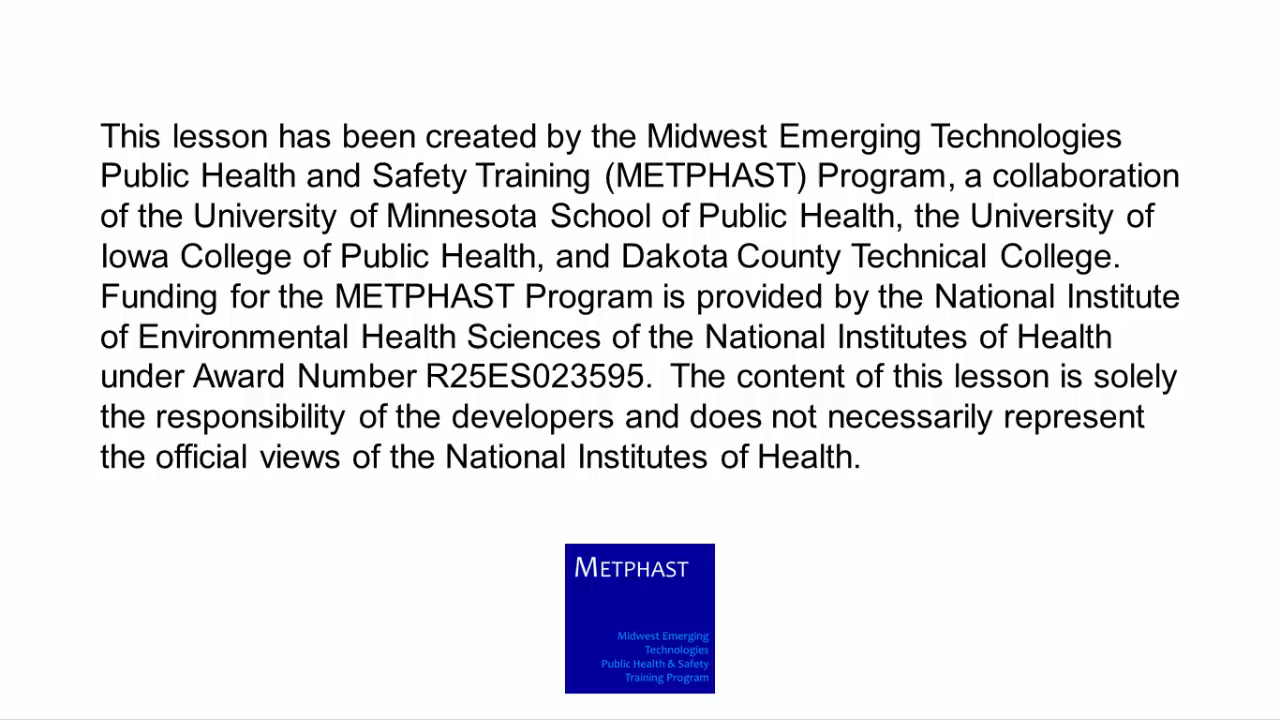 This lesson has been created by the Midwest Emerging Technologies
Public Health and Safety Training (METPHAST) Program, a collaboration
of the University of Minnesota School of Public Health, the University of
Iowa College of Public Health, and Dakota County Technical College.
Funding for the METPHAST Program is provided by the National Institute
of Environmental Health Sciences of the National Institutes of Health
under Award Number R25ES023595.  The content of this lesson is solely
the responsibility of the developers and does not necessarily represent
the official views of the National Institutes of Health.
METPHAST
Midwest Emerging
Technologies
Public Health & Safety
Training Program